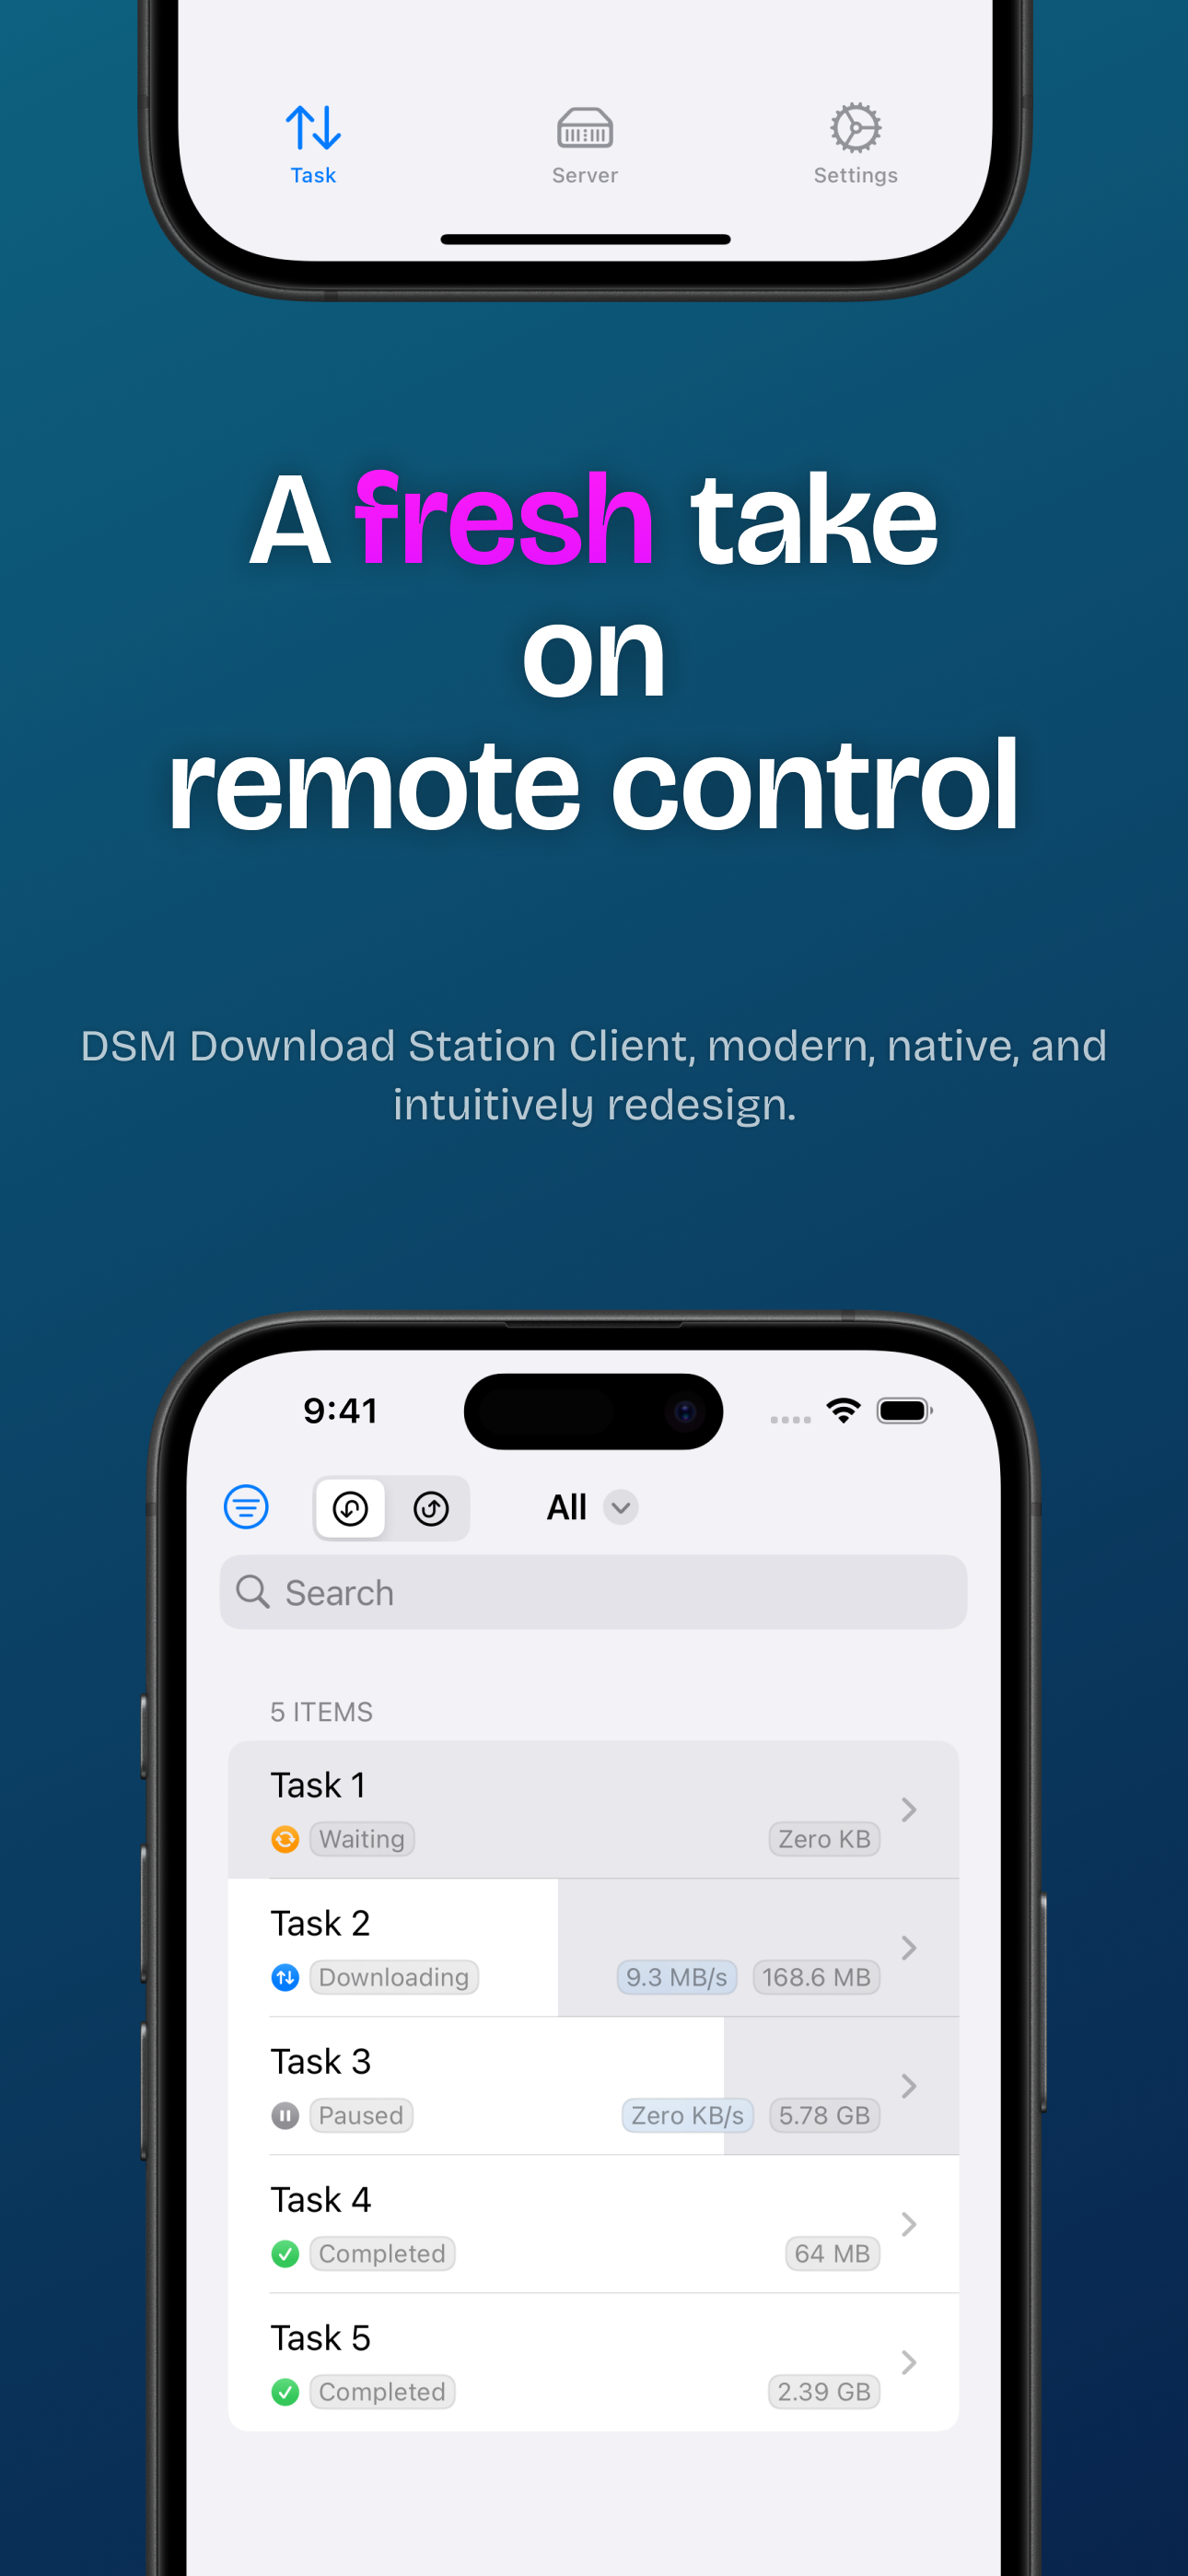 Task
Server
Settings
A fresh take
on
remote control
DSM Download Station Client, modern, native, and
intuitively redesign.
9:41
All
Search
5 ITEMS
Task 1
Waiting
Zero KB
Task 2
Downloading
9.3 MB/s
168.6 MB
Task 3
Paused
Zero KB/s
5.78 GB
Task 4
Completed
64 MB
Task 5
Completed
2.39 GB